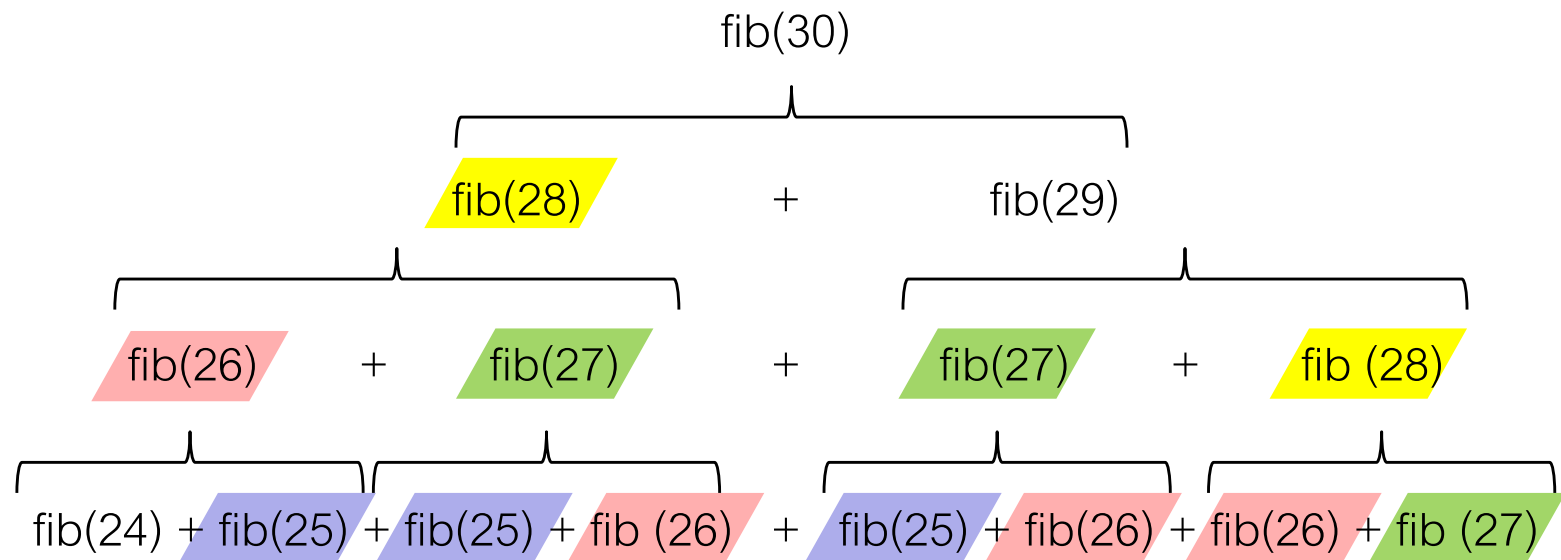 fib(30)
fib(28) + fib(29)
fib(26) + fib(27) + fib(27) + fib (28)
fib(24) + fib(25) + fib(25) + fib (26) + fib(25) + fib(26) + fib(26) + fib (27)